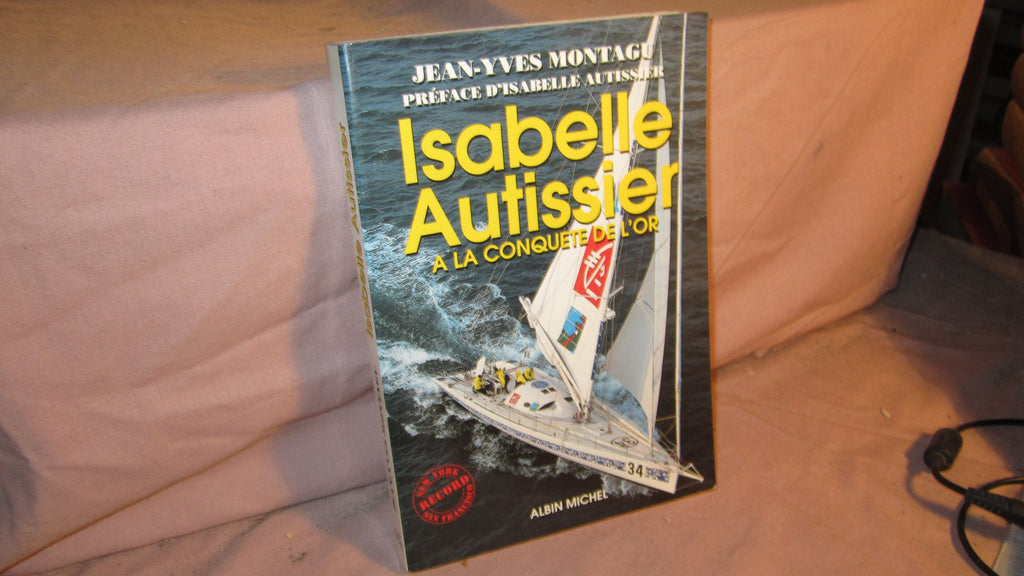 JEAN-YVES MONTAGU
PRÉFACE D'ISABELLE AUTISSIER
Isabelle
Autissier
A LA CONQUÊTE DE L'OR
34
NEW YORK
RECORD
SAN FRANCISCO
ALBIN MICHEL
Isabelle Autissier